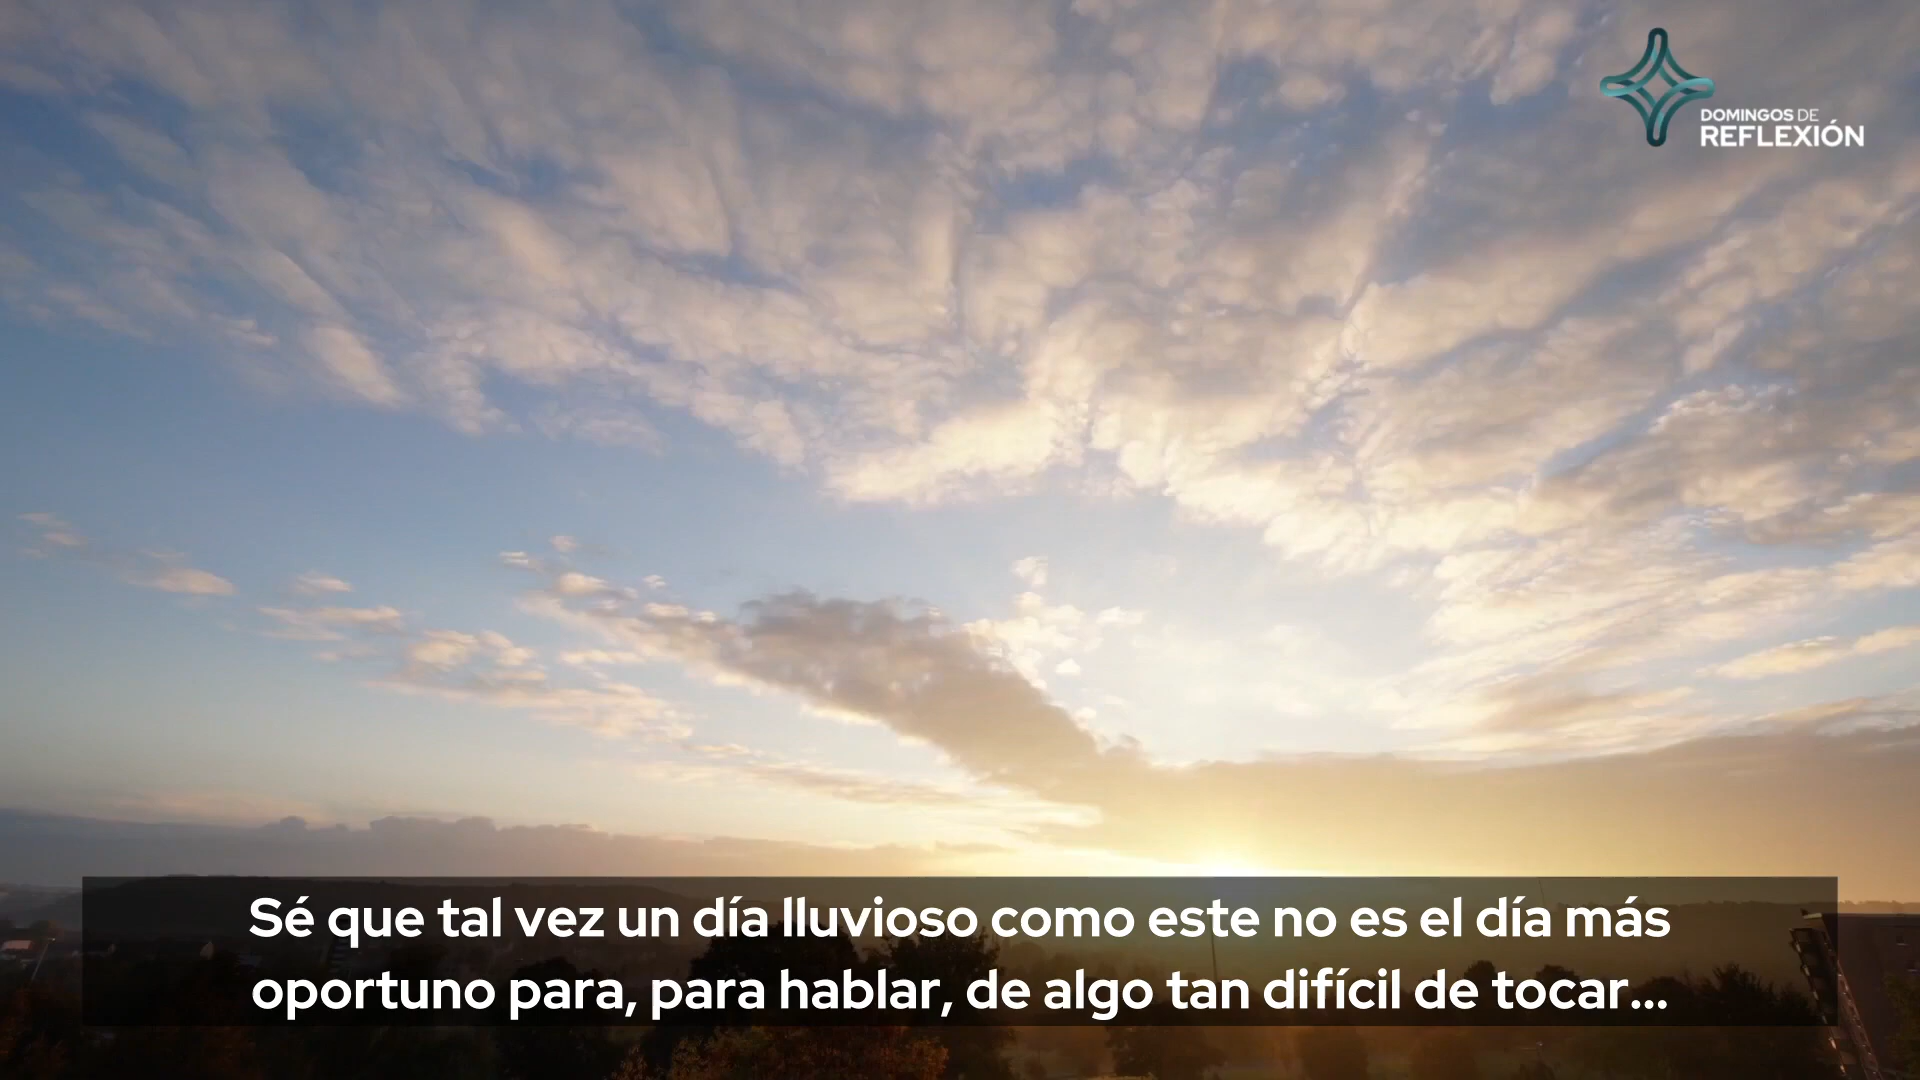 DOMINGOS DE
REFLEXIÓN
Sé que tal vez un día lluvioso como este no es el día más
oportuno para, para hablar, de algo tan difícil de tocar...